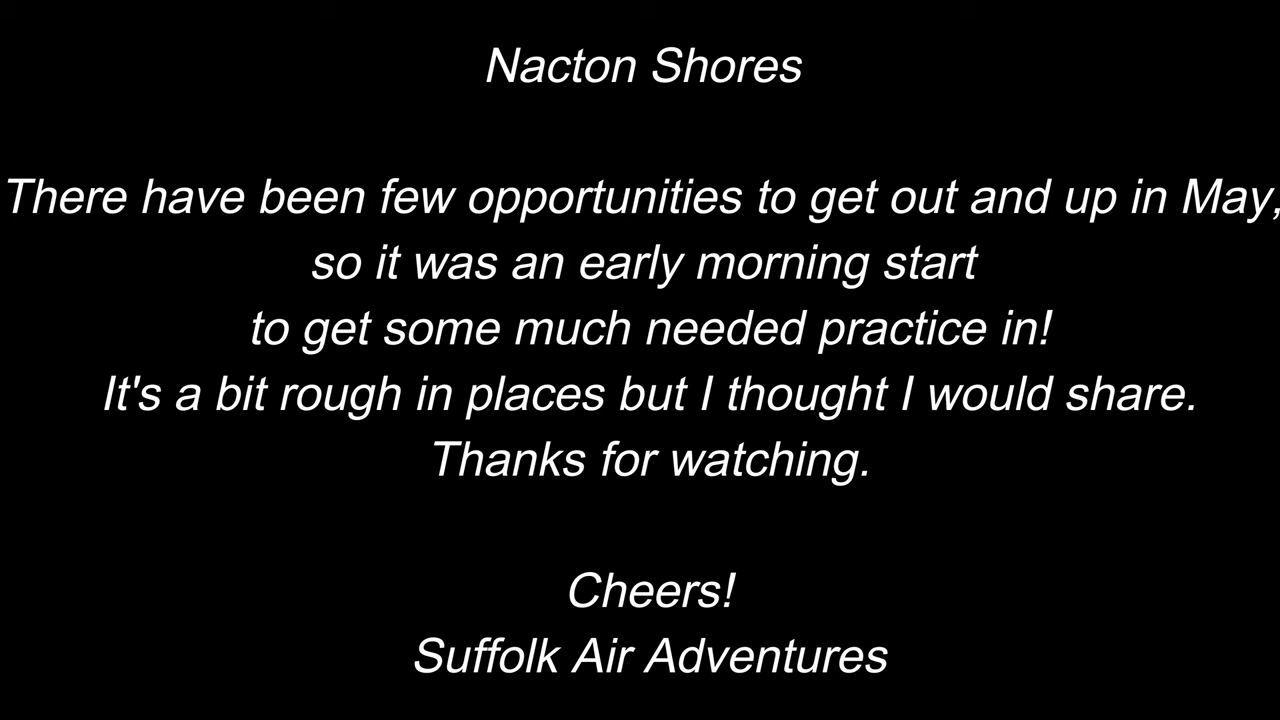 Nacton Shores
There have been few opportunities to get out and up in May,
so it was an early morning start
to get some much needed practice in!
It's a bit rough in places but I thought I would share.
Thanks for watching.
Cheers!
Suffolk Air Adventures